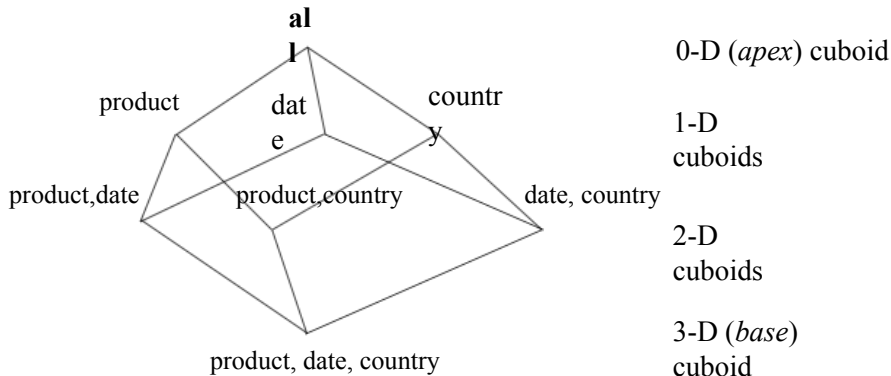 al
l
0-D (apex) cuboid
product
dat
e
countr
y
1-D
cuboids
product,date
product,country
date, country
2-D
cuboids
3-D (base)
cuboid
product, date, country